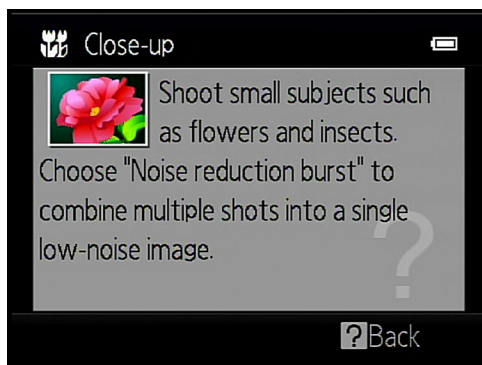 Close-up
Shoot small subjects such
as flowers and insects.
Choose "Noise reduction burst" to
combine multiple shots into a single
low-noise image.
?
? Back